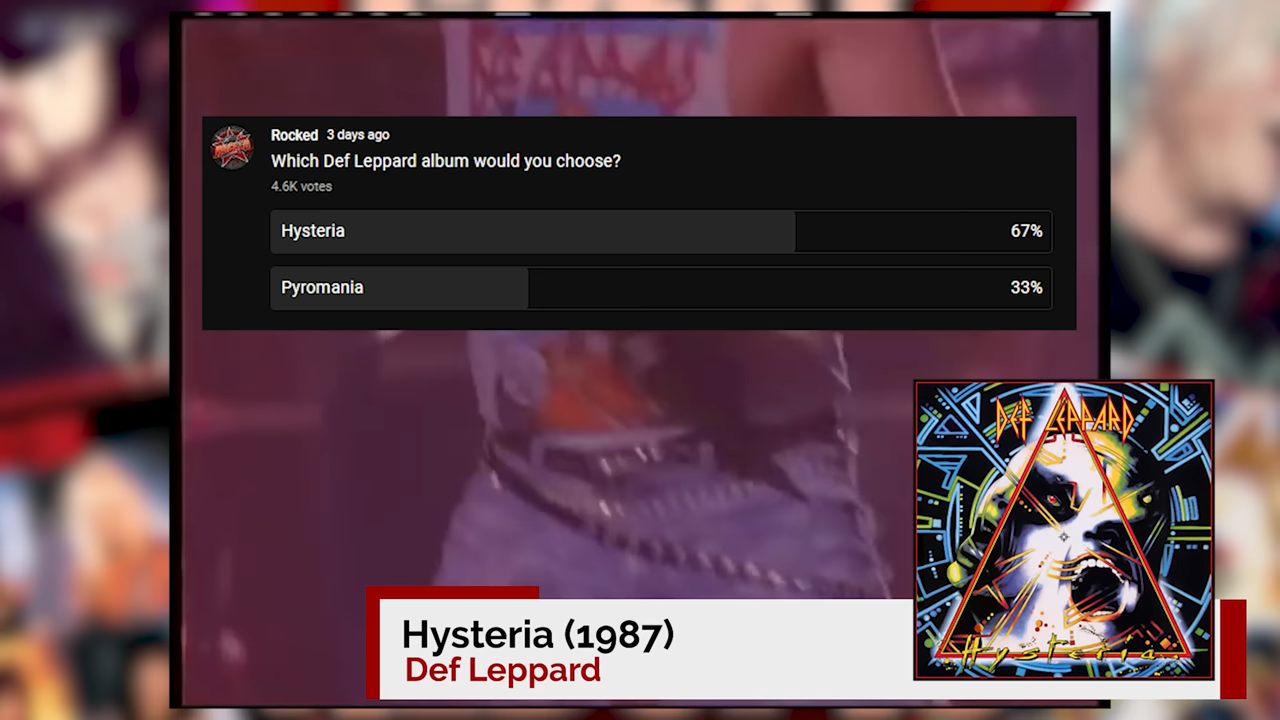 Rocked 3 days ago
Which Def Leppard album would you choose?
4.6K votes
Hysteria 67%
Pyromania 33%
DEF LEPPARD
Hysteria
Hysteria (1987)
Def Leppard